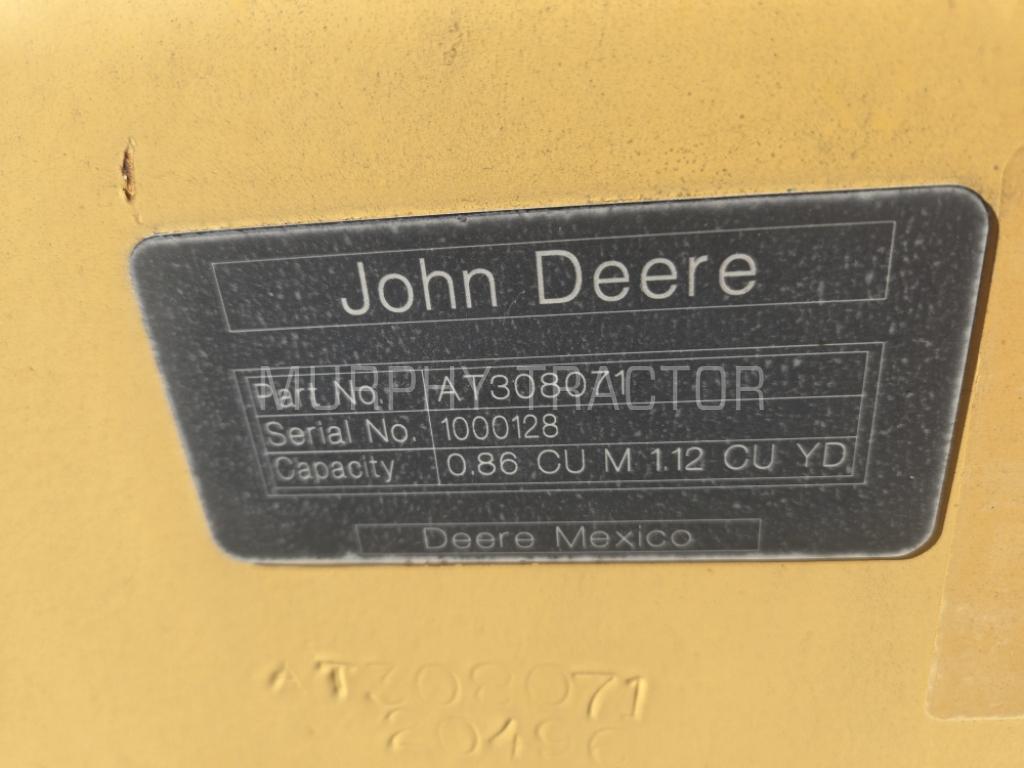 John Deere
Part No. AT308071
Serial No. 1000128
Capacity 0.86 CU M 1.12 CU YD
Deere Mexico
MURPHY TRACTOR
AT308071